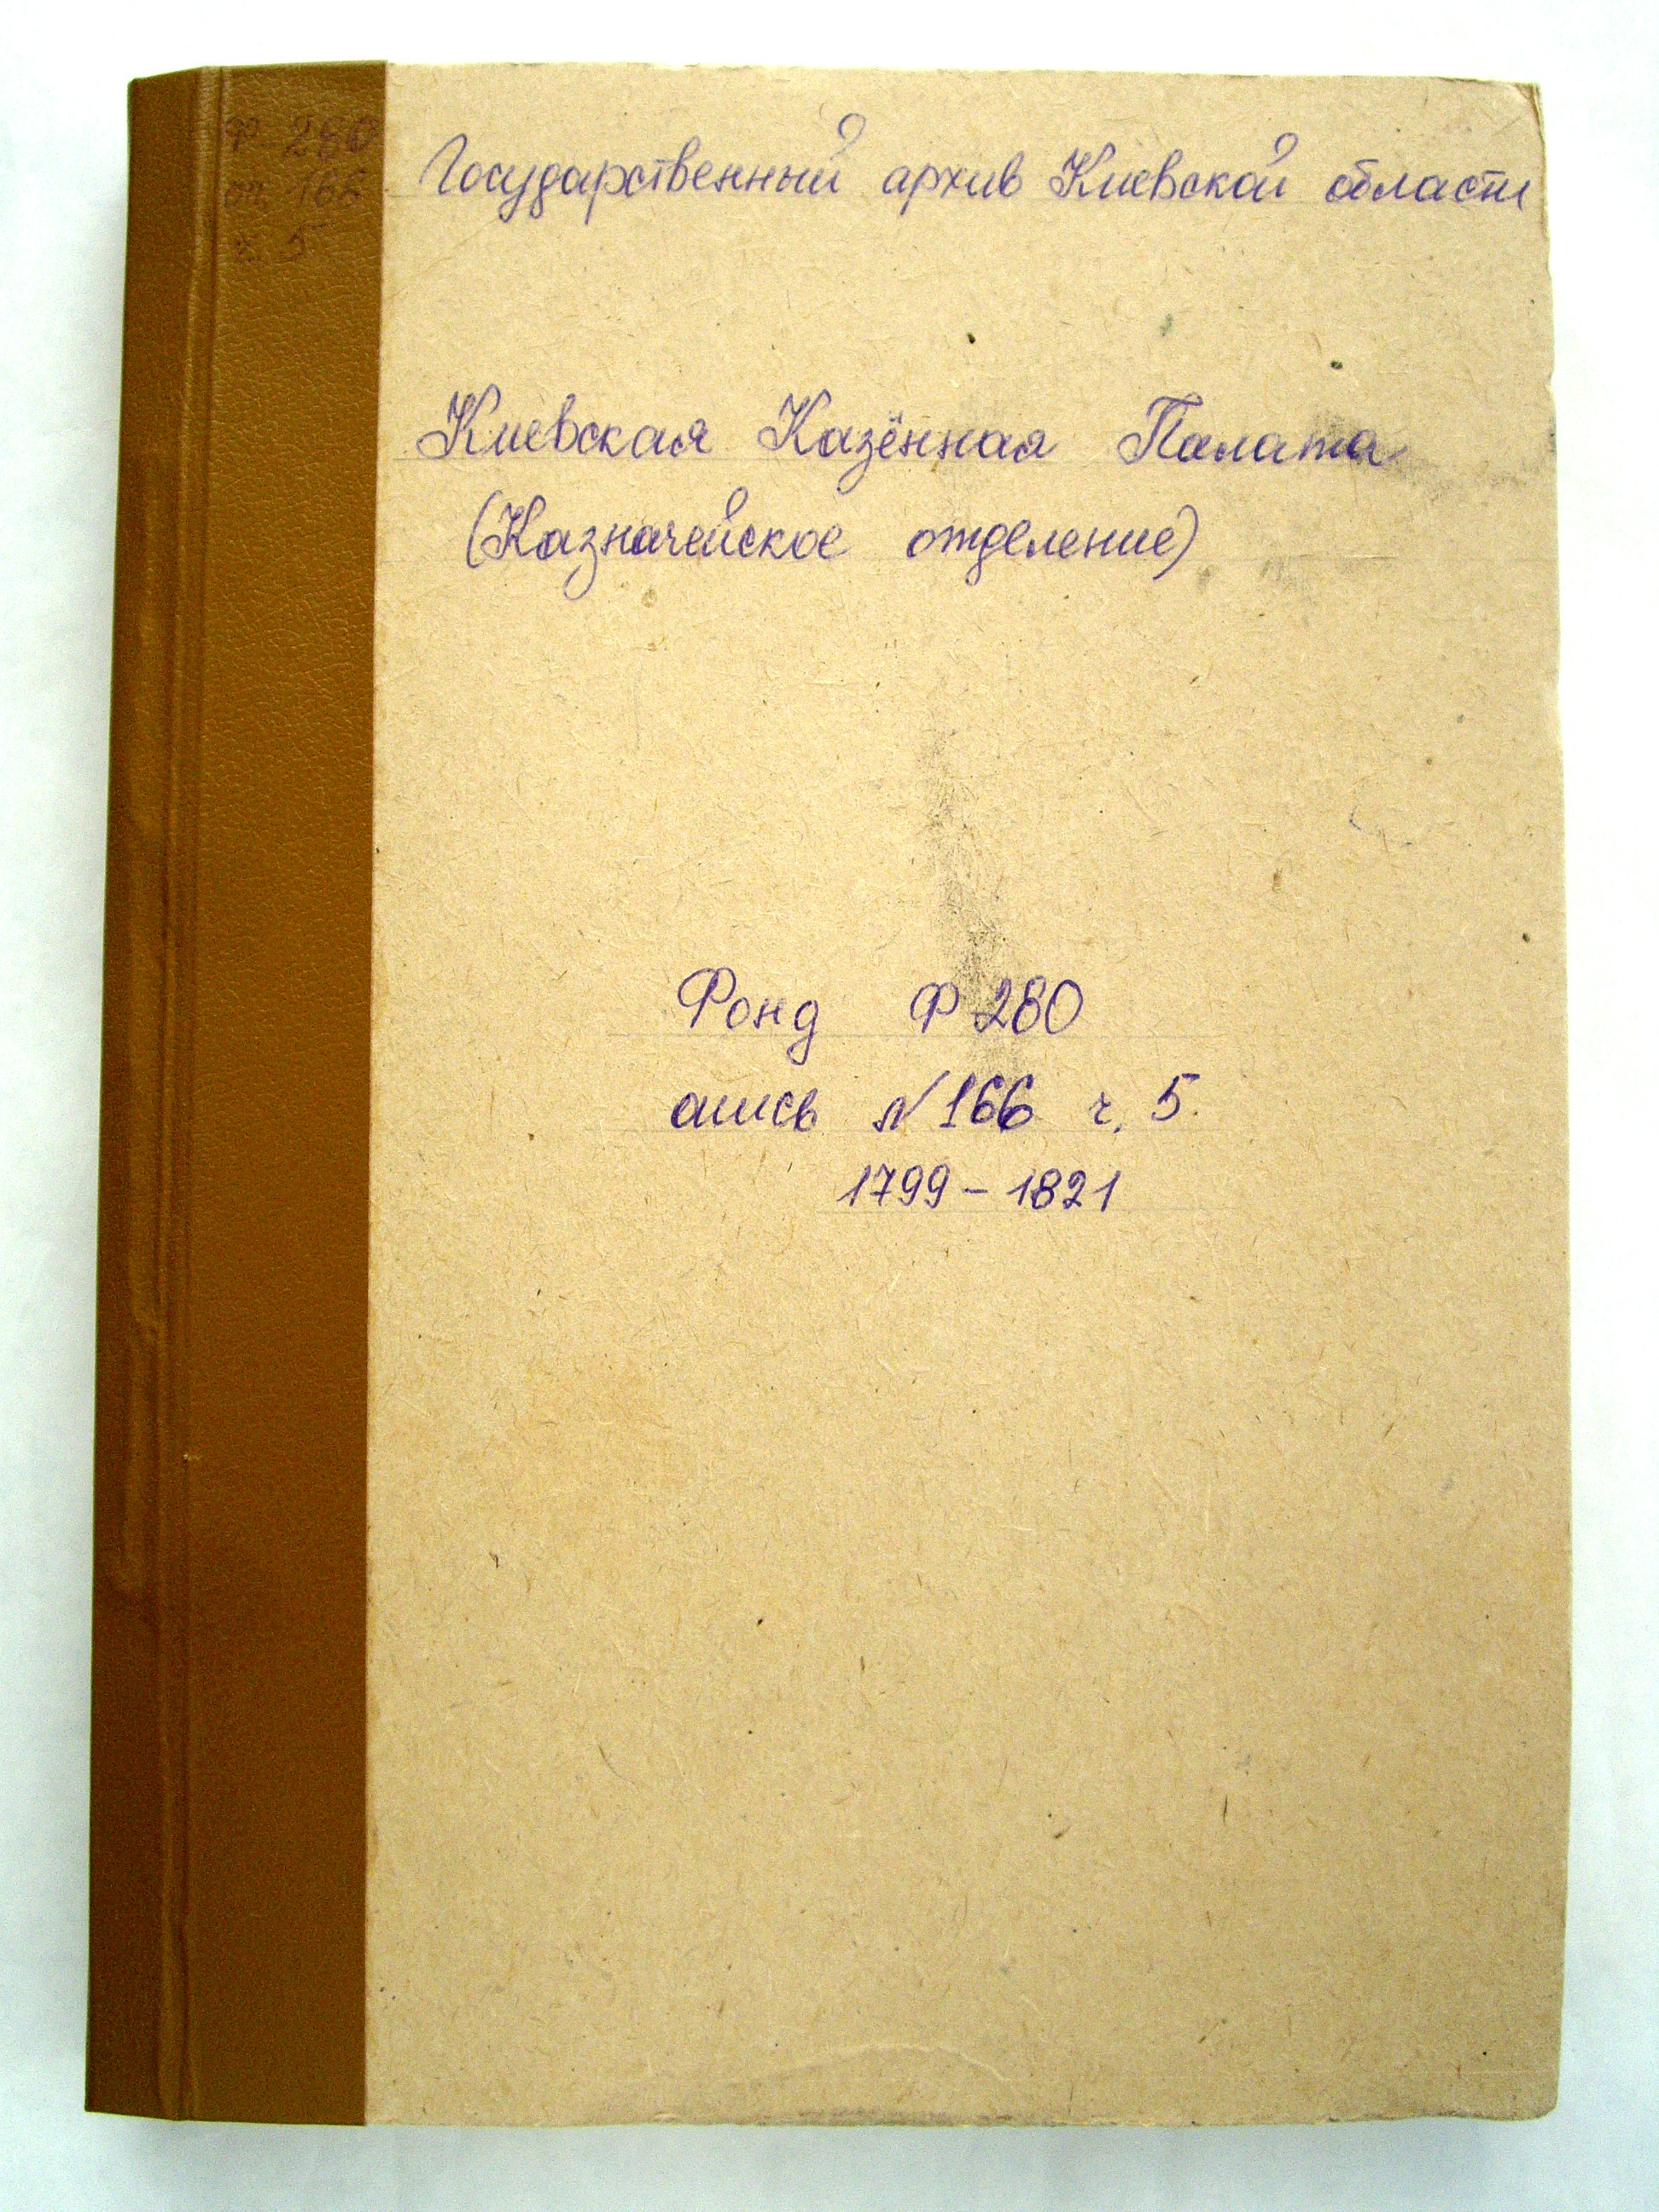 Ф 280
оп. 166
ч. 5
Государственный архив Киевской области
Киевская Казённая Палата
(Казначейское отделение)
Фонд Ф 280
опись № 166 ч. 5.
1799 – 1821